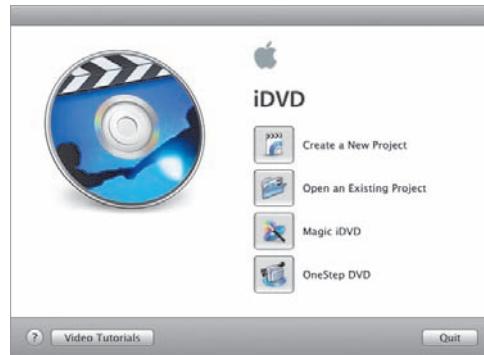 iDVD
Create a New Project
Open an Existing Project
Magic iDVD
OneStep DVD
? Video Tutorials Quit